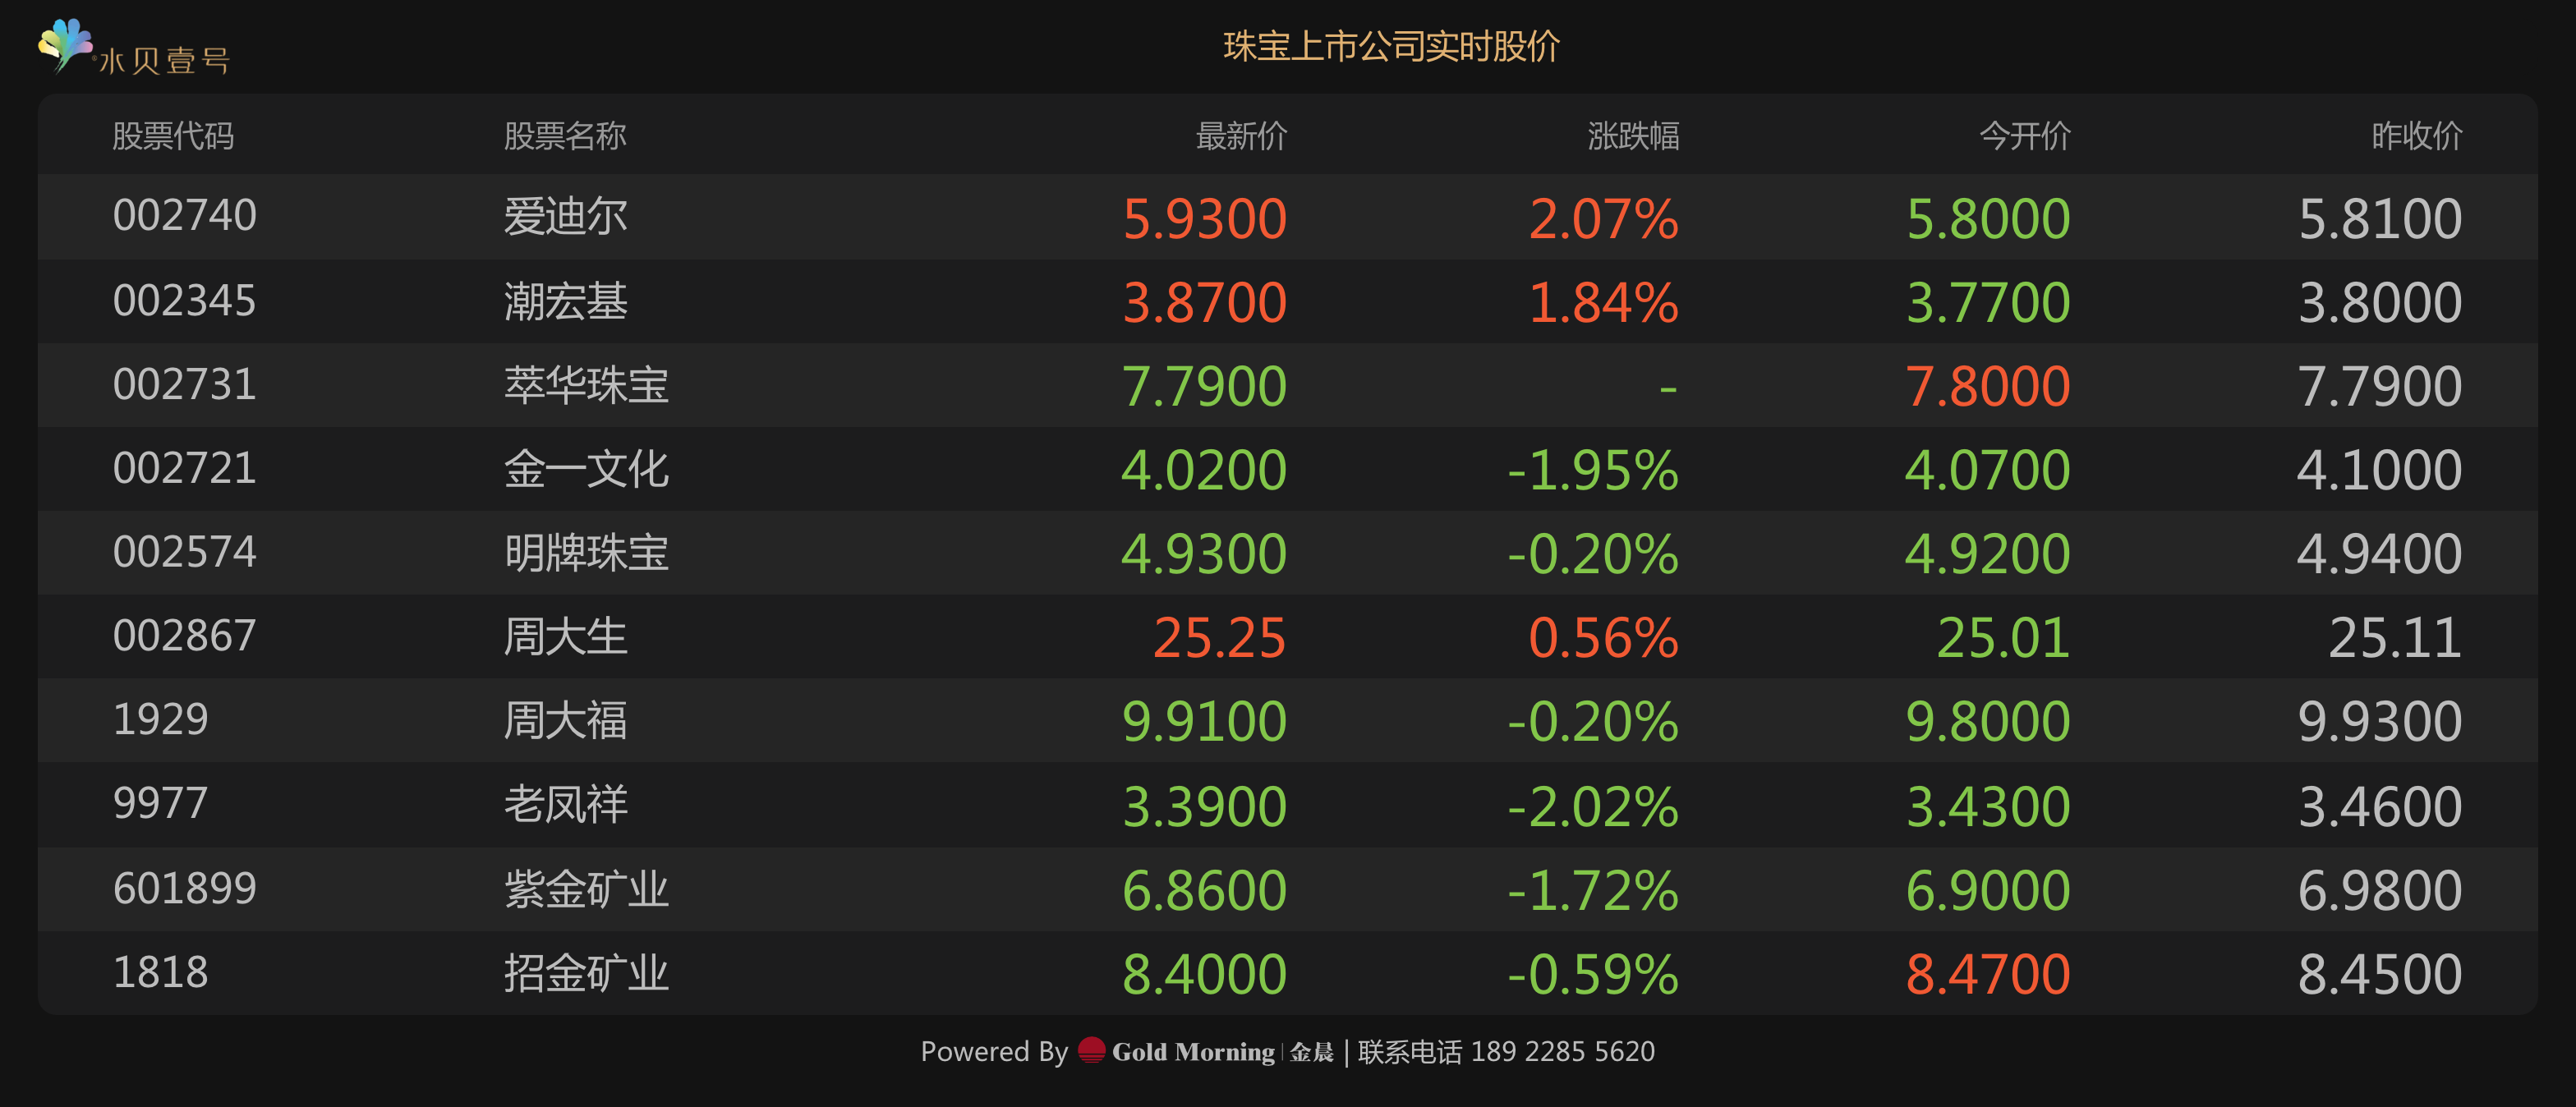 水贝壹号
珠宝上市公司实时股价
股票代码 股票名称 最新价 涨跌幅 今开价 昨收价
002740 爱迪尔 5.9300 2.07% 5.8000 5.8100
002345 潮宏基 3.8700 1.84% 3.7700 3.8000
002731 萃华珠宝 7.7900 - 7.8000 7.7900
002721 金一文化 4.0200 -1.95% 4.0700 4.1000
002574 明牌珠宝 4.9300 -0.20% 4.9200 4.9400
002867 周大生 25.25 0.56% 25.01 25.11
1929 周大福 9.9100 -0.20% 9.8000 9.9300
9977 老凤祥 3.3900 -2.02% 3.4300 3.4600
601899 紫金矿业 6.8600 -1.72% 6.9000 6.9800
1818 招金矿业 8.4000 -0.59% 8.4700 8.4500
Powered By Gold Morning | 金晨 | 联系电话 189 2285 5620